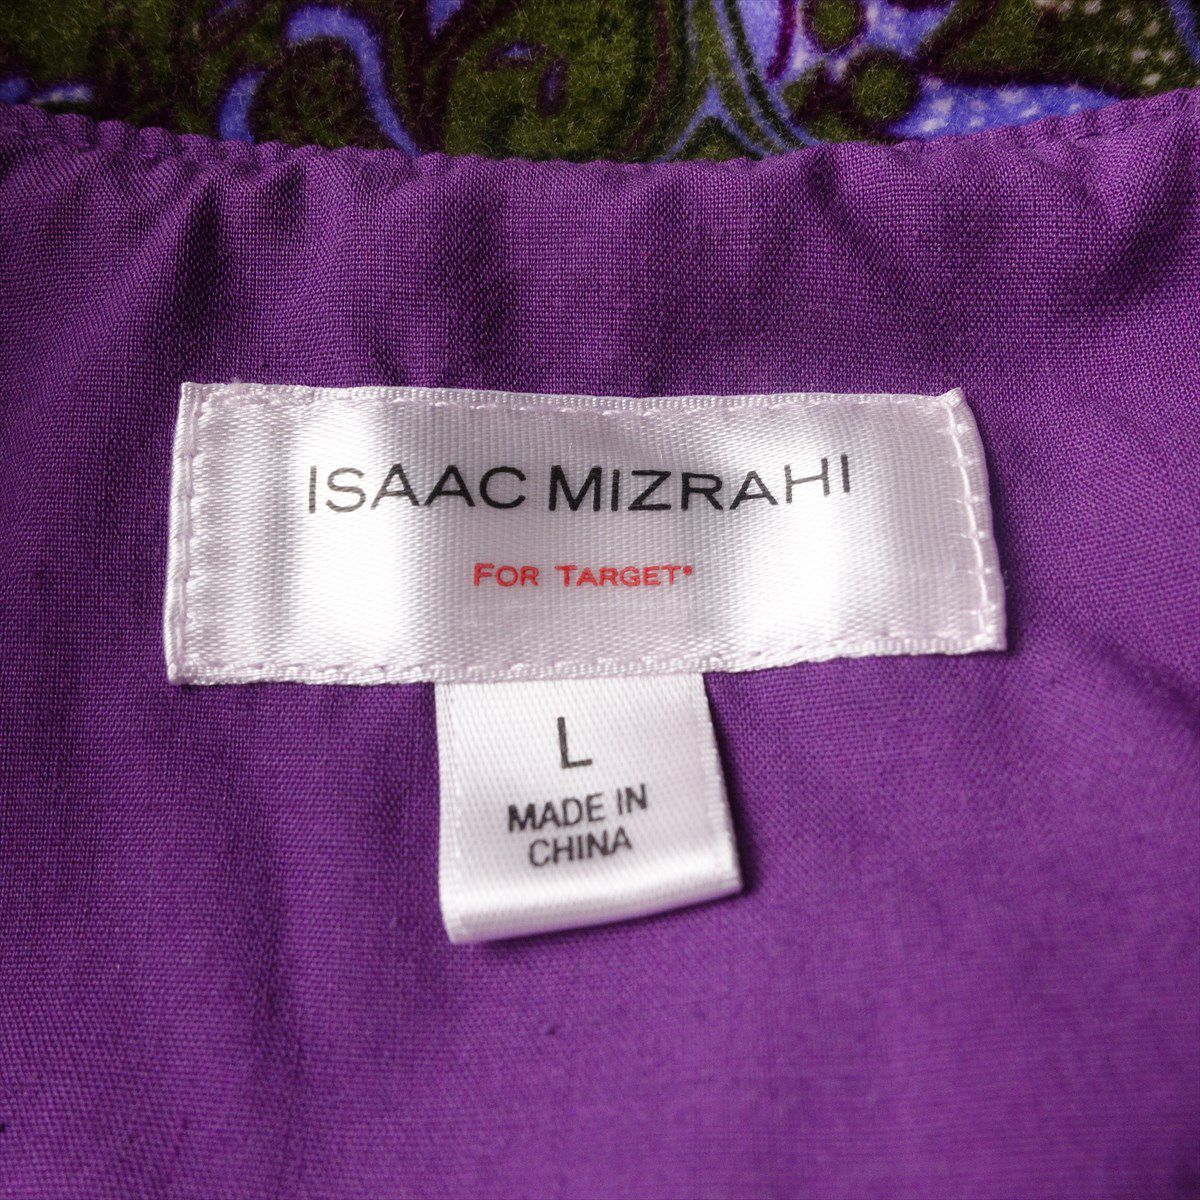 ISAAC MIZRAHI
FOR TARGET®
L
MADE IN
CHINA